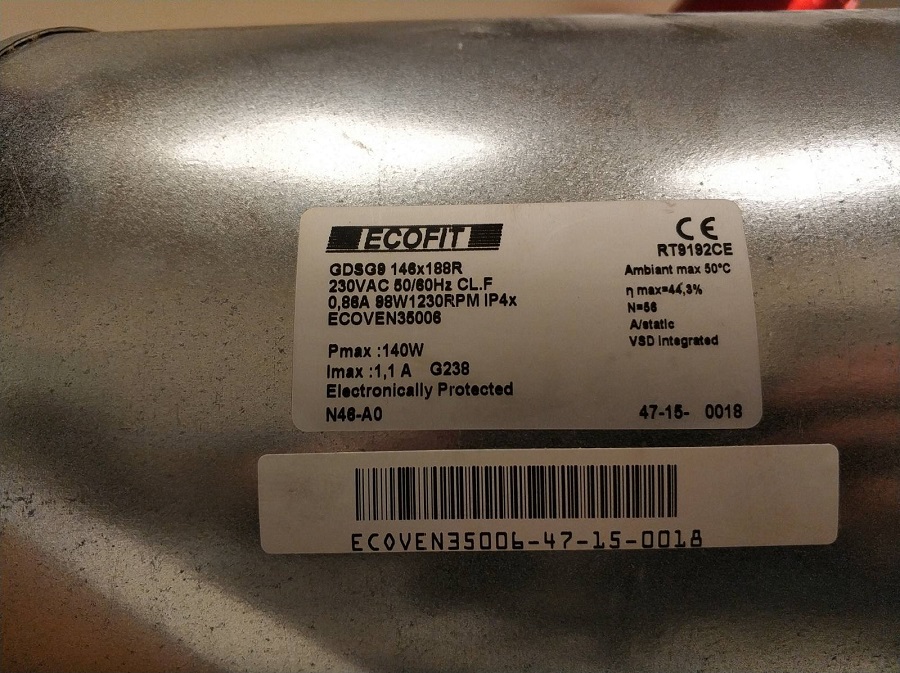 ECOFIT
GDSG9 146x188R
230VAC 50/60Hz CL.F
0,86A 98W1230RPM IP4x
ECOVEN35006
Pmax :140W
Imax :1,1 A G238
Electronically Protected
N46-A0
CE
RT9192CE
Ambiant max 50°C
η max=44,3%
N=56
A/static
VSD integrated
47-15- 0018
ECOVEN35006-47-15-0018